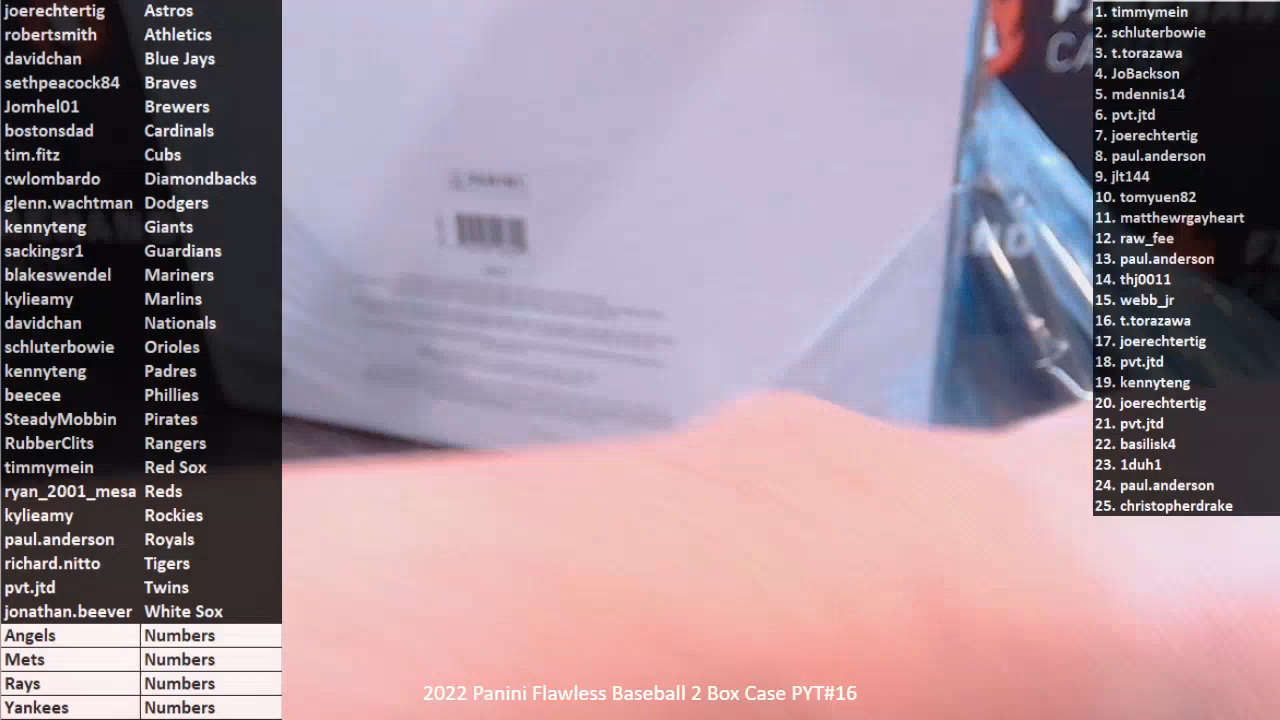 joerechtertig Astros
robertsmith Athletics
davidchan Blue Jays
sethpeacock84 Braves
Jomhel01 Brewers
bostonsdad Cardinals
tim.fitz Cubs
cwlombardo Diamondbacks
glenn.wachtman Dodgers
kennyteng Giants
sackingsr1 Guardians
blakeswendel Mariners
kylieamy Marlins
davidchan Nationals
schluterbowie Orioles
kennyteng Padres
beecee Phillies
SteadyMobbin Pirates
RubberClits Rangers
timmymein Red Sox
ryan_2001_mesa Reds
kylieamy Rockies
paul.anderson Royals
richard.nitto Tigers
pvt.jtd Twins
jonathan.beever White Sox
Angels Numbers
Mets Numbers
Rays Numbers
Yankees Numbers
1. timmymein
2. schluterbowie
3. t.torazawa
4. JoBackson
5. mdennis14
6. pvt.jtd
7. joerechtertig
8. paul.anderson
9. jlt144
10. tomyuen82
11. matthewrgayheart
12. raw_fee
13. paul.anderson
14. thj0011
15. webb_jr
16. t.torazawa
17. joerechtertig
18. pvt.jtd
19. kennyteng
20. joerechtertig
21. pvt.jtd
22. basilisk4
23. 1duh1
24. paul.anderson
25. christopherdrake
2022 Panini Flawless Baseball 2 Box Case PYT#16